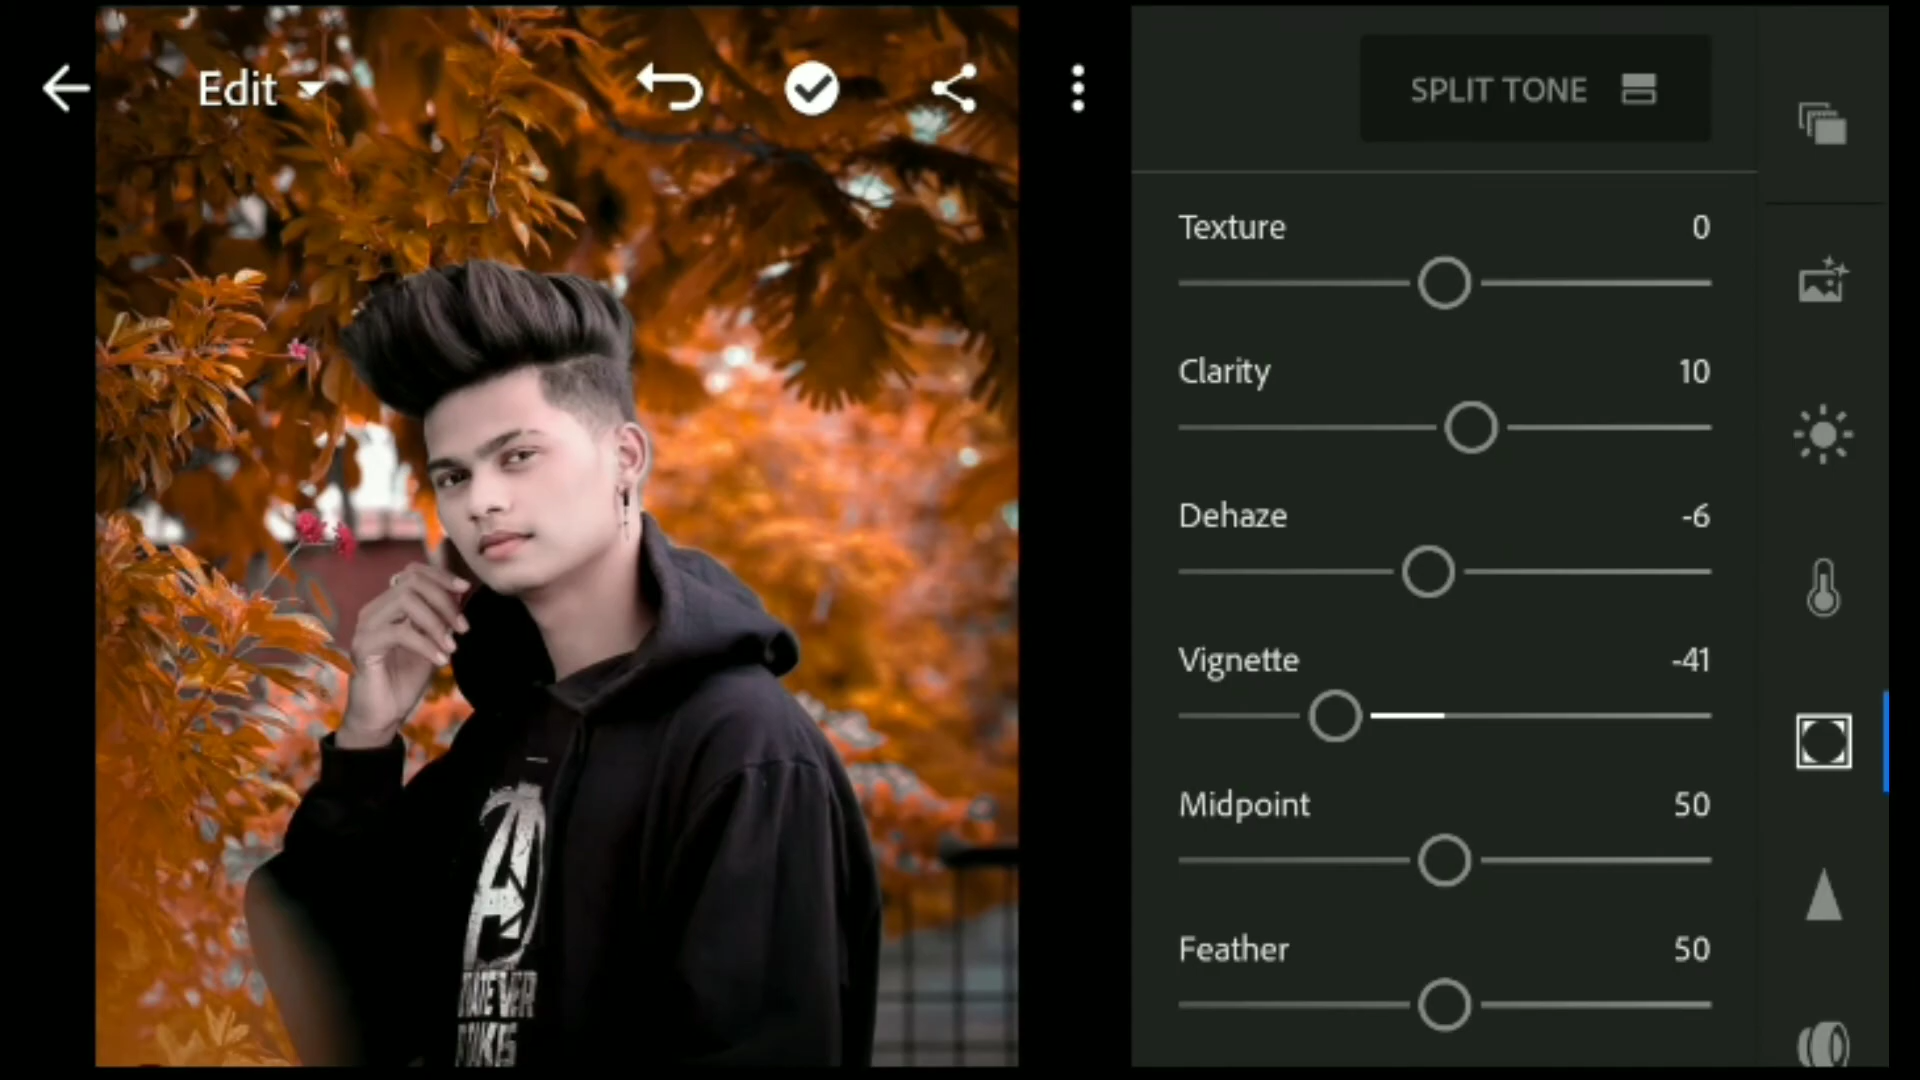 Edit
SPLIT TONE
Texture 0
Clarity 10
Dehaze -6
Vignette -41
Midpoint 50
Feather 50